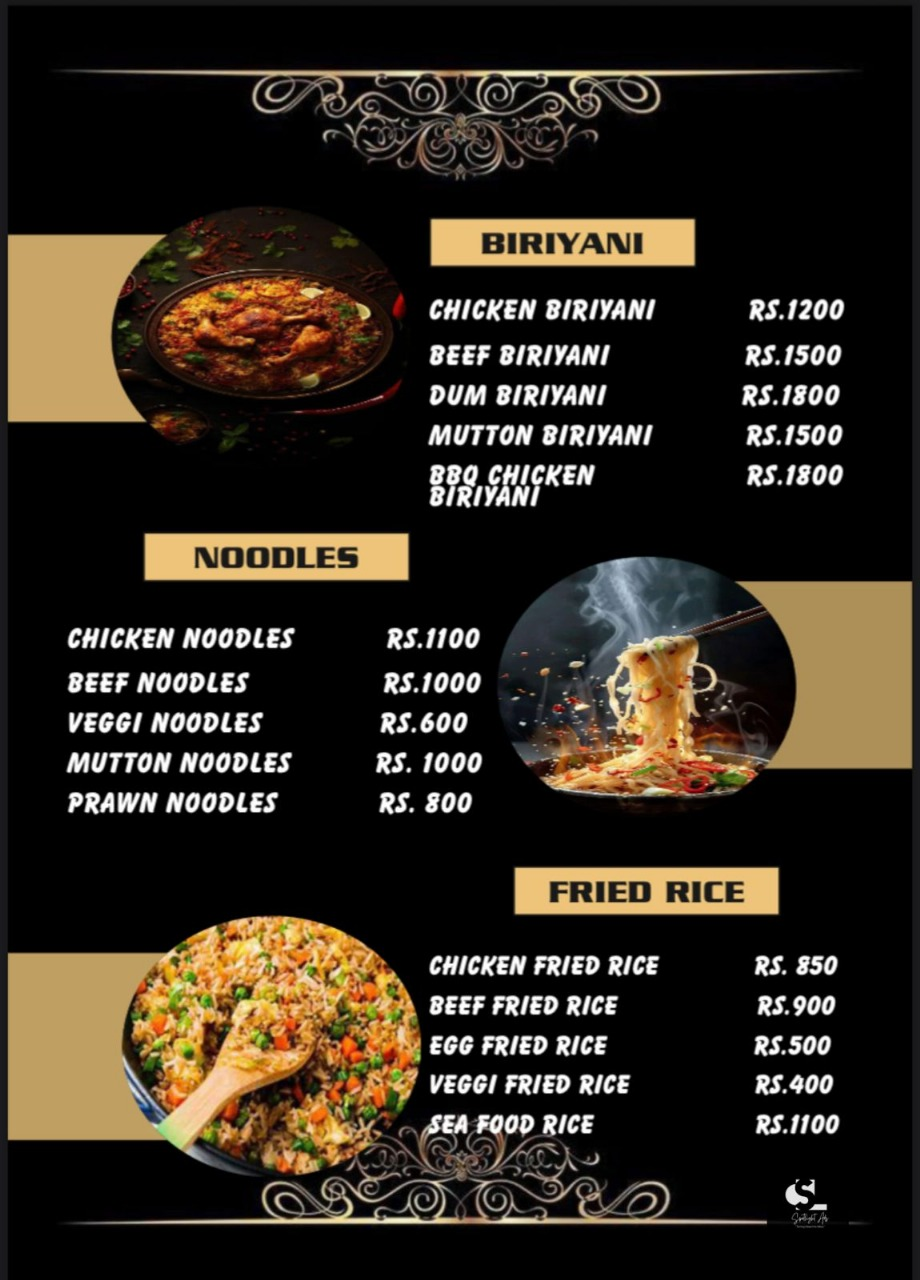 BIRIYANI
CHICKEN BIRIYANI RS.1200
BEEF BIRIYANI RS.1500
DUM BIRIYANI RS.1800
MUTTON BIRIYANI RS.1500
BBQ CHICKEN RS.1800
BIRIYANI
NOODLES
CHICKEN NOODLES RS.1100
BEEF NOODLES RS.1000
VEGGI NOODLES RS.600
MUTTON NOODLES RS. 1000
PRAWN NOODLES RS. 800
FRIED RICE
CHICKEN FRIED RICE RS. 850
BEEF FRIED RICE RS.900
EGG FRIED RICE RS.500
VEGGI FRIED RICE RS.400
SEA FOOD RICE RS.1100
SL
Spotlight Ads